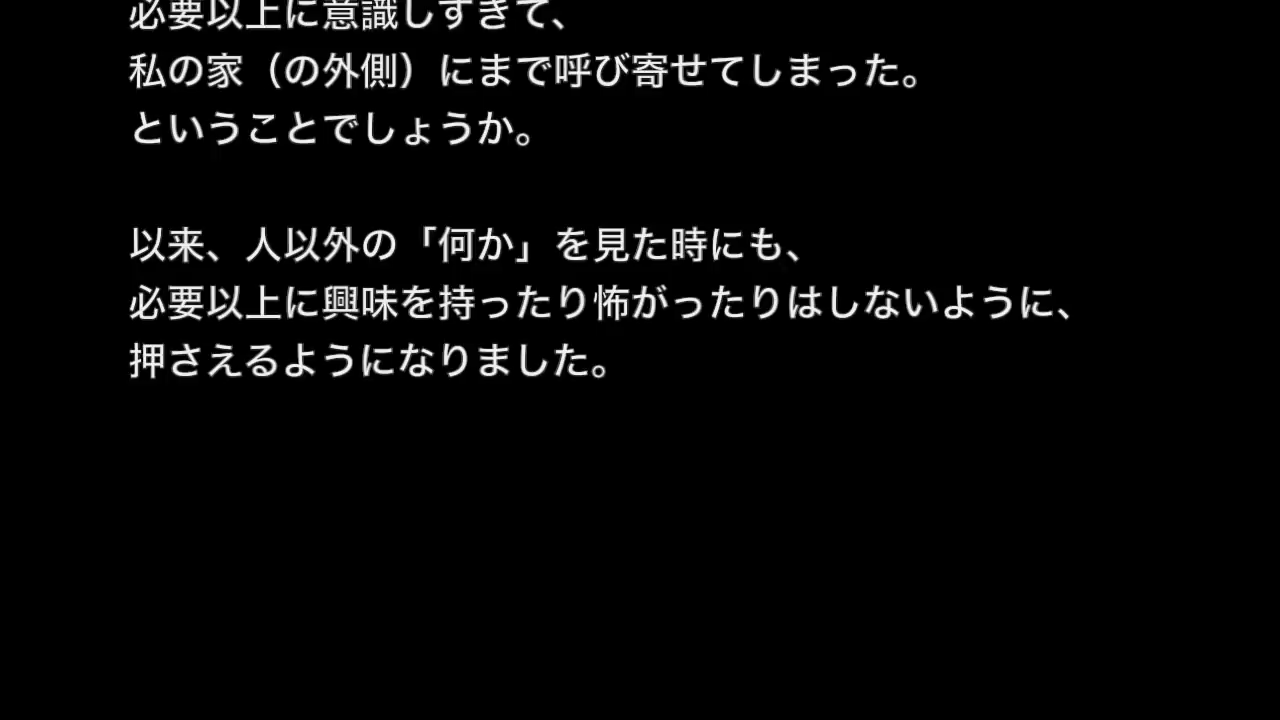 必要以上に意識しすぎて、
私の家（の外側）にまで呼び寄せてしまった。
ということでしょうか。
以来、人以外の「何か」を見た時にも、
必要以上に興味を持ったり怖がったりはしないように、
押さえるようになりました。